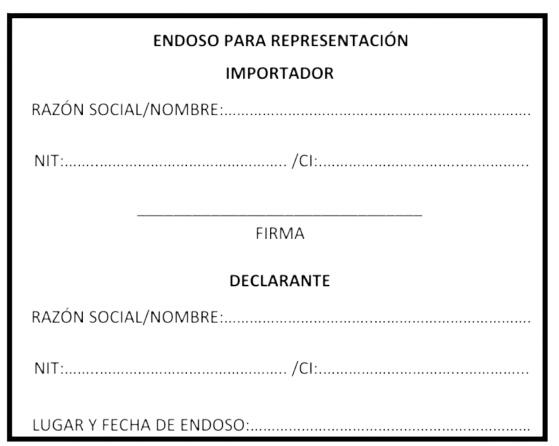 ENDOSO PARA REPRESENTACIÓN
IMPORTADOR
RAZÓN SOCIAL/NOMBRE:................................................................
NIT:............................................... /CI:............................................
_________________________________
FIRMA
DECLARANTE
RAZÓN SOCIAL/NOMBRE:................................................................
NIT:............................................... /CI:............................................
LUGAR Y FECHA DE ENDOSO:..........................................................